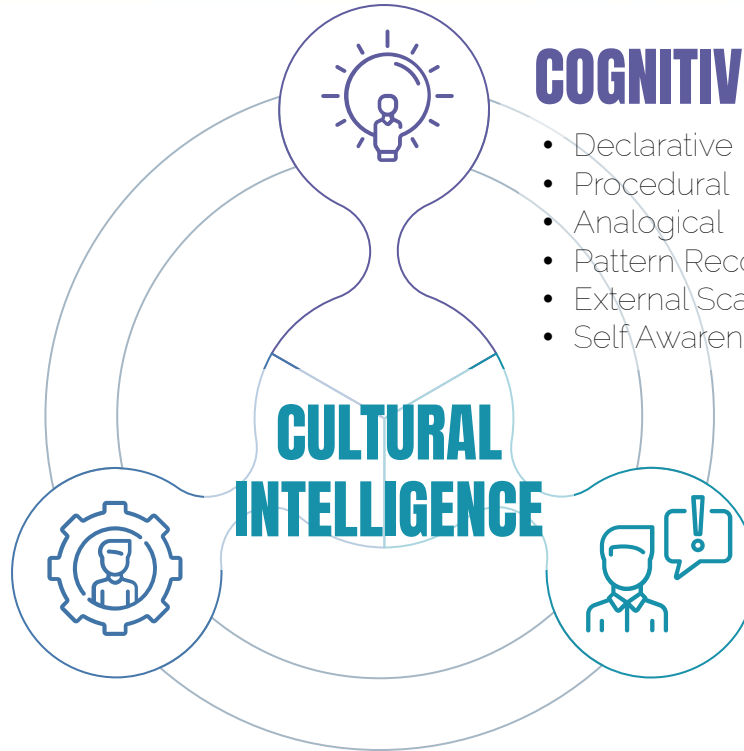 COGNITIV
Declarative
Procedural
Analogical
Pattern Reco
External Sca
Self Awaren
CULTURAL
INTELLIGENCE